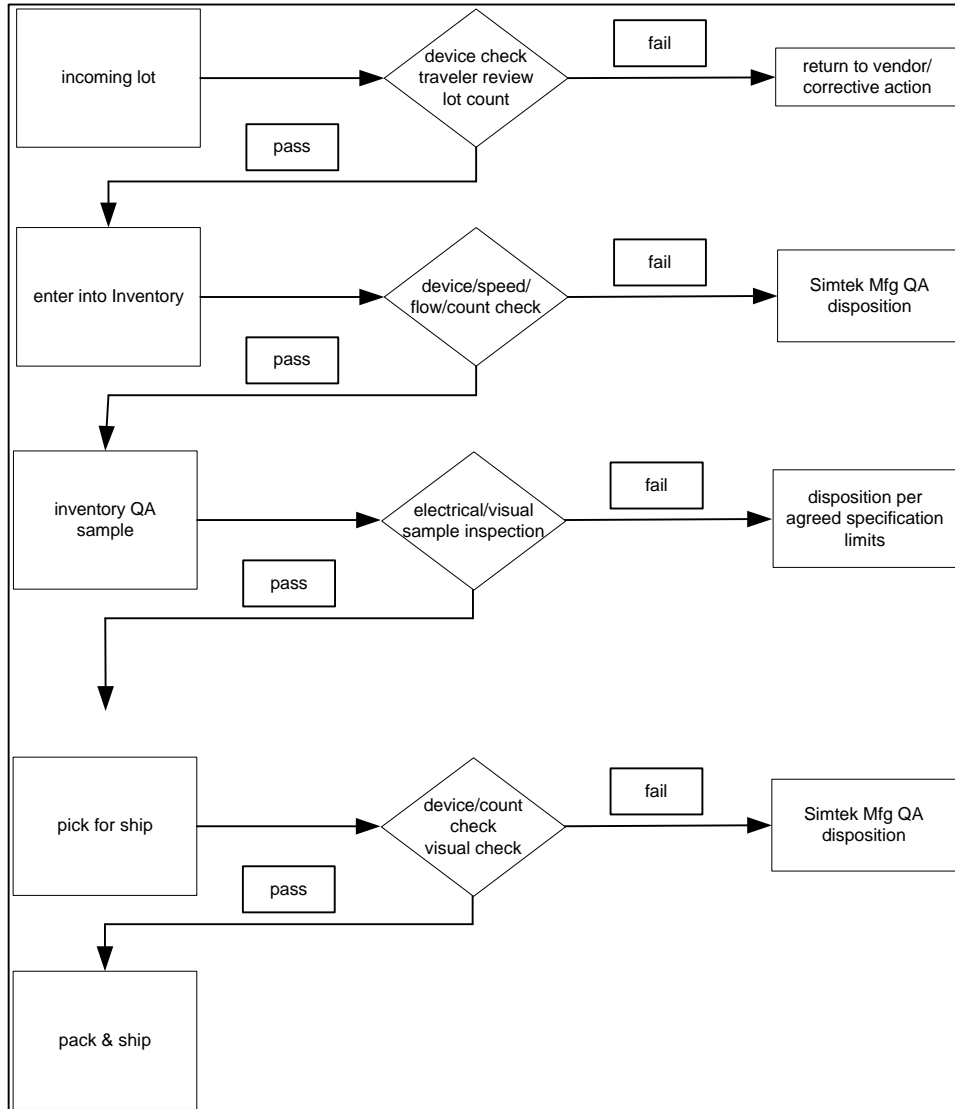 incoming lot
device check
traveler review
lot count
fail
return to vendor/
corrective action
pass
enter into Inventory
device/speed/
flow/count check
fail
Simtek Mfg QA
disposition
pass
inventory QA
sample
electrical/visual
sample inspection
fail
disposition per
agreed specification
limits
pass
pick for ship
device/count
check
visual check
fail
Simtek Mfg QA
disposition
pass
pack & ship